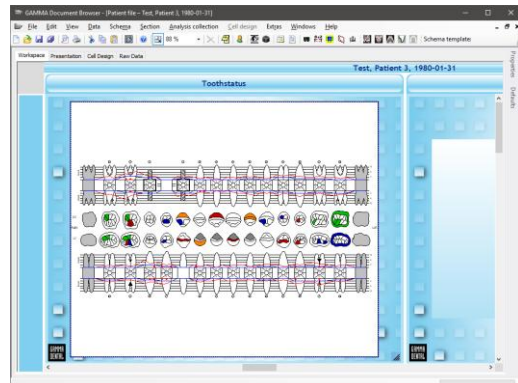 GAMMA Document Browser - [Patient file - Test, Patient 3, 1980-01-31]
File Edit View Data Schema Section Analysis collection Cell design Extras Windows Help
Schema template:
Workspace Presentation Cell Design Raw Data
Test, Patient 3, 1980-01-31
Toothstatus
Properties
Defaults
GAMMA
DENTAL
GAMMA
DENTAL